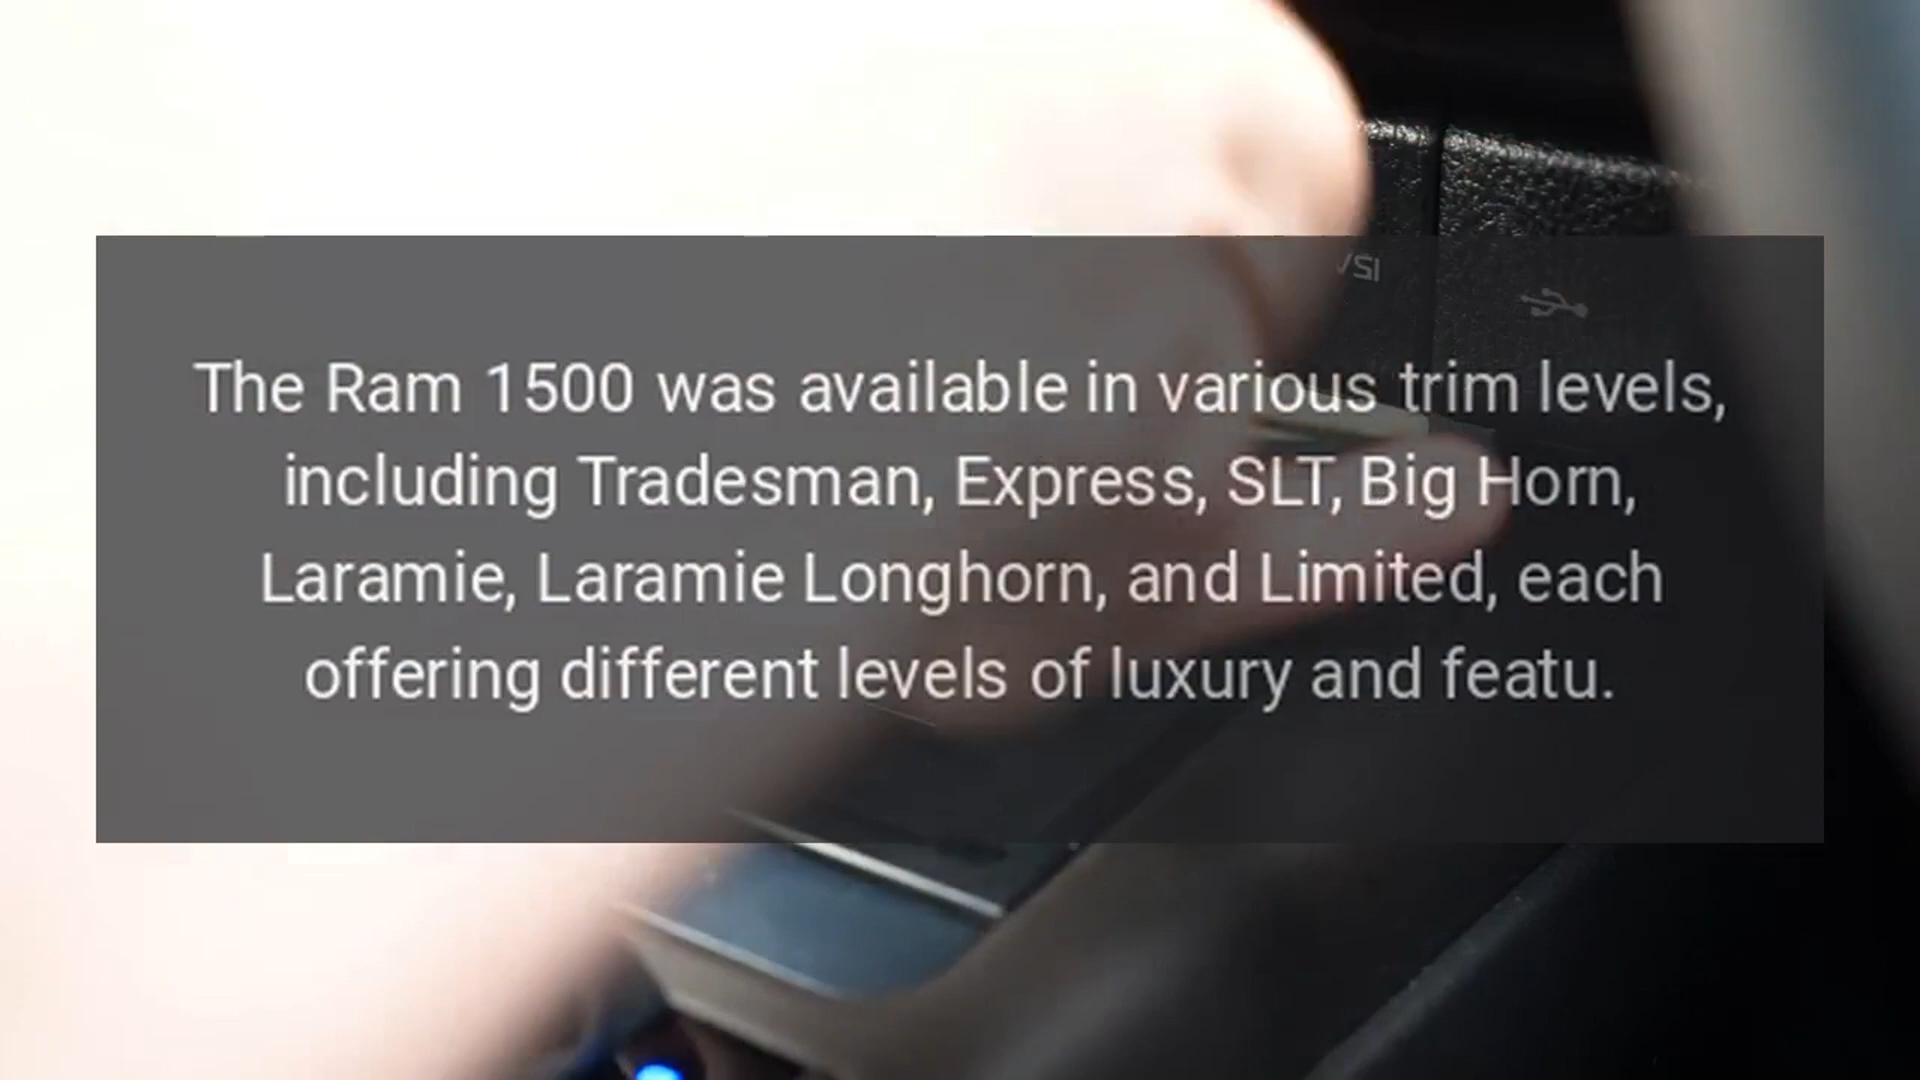 The Ram 1500 was available in various trim levels,
including Tradesman, Express, SLT, Big Horn,
Laramie, Laramie Longhorn, and Limited, each
offering different levels of luxury and featu.